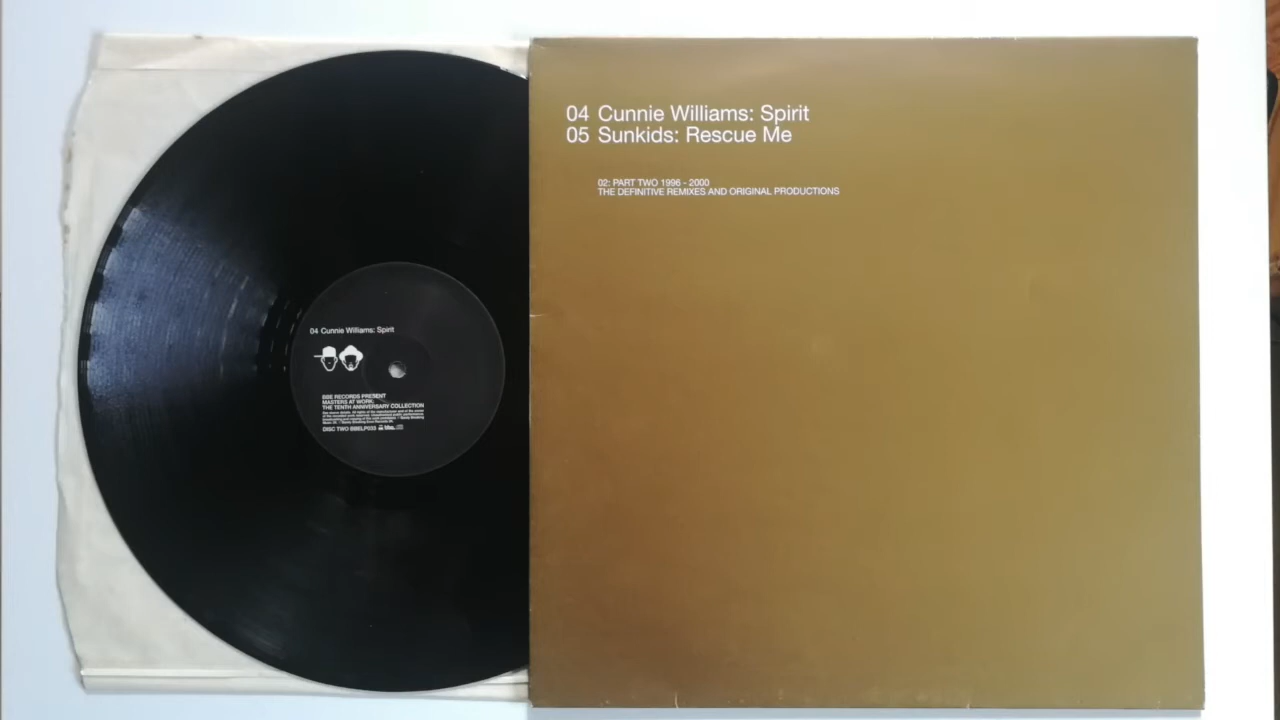 04 Cunnie Williams: Spirit
05 Sunkids: Rescue Me
02: PART TWO 1996 - 2000
THE DEFINITIVE REMIXES AND ORIGINAL PRODUCTIONS
04 Cunnie Williams: Spirit
BBE RECORDS PRESENT
MASTERS AT WORK:
THE TENTH ANNIVERSARY COLLECTION
DISC TWO BBELP033